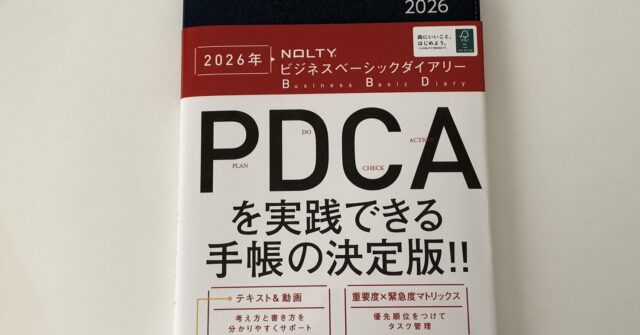 2026
森にいいこと、
はじめよう。
2026年
NOLTY
ビジネスベーシックダイアリー
Business Basic Diary
PDCA
PLAN
DO
CHECK
ACTION
を実践できる
手帳の決定版!!
テキスト&動画
考え方と書き方を
分かりやすくサポート
重要度×緊急度マトリックス
優先順位をつけて
タスク管理